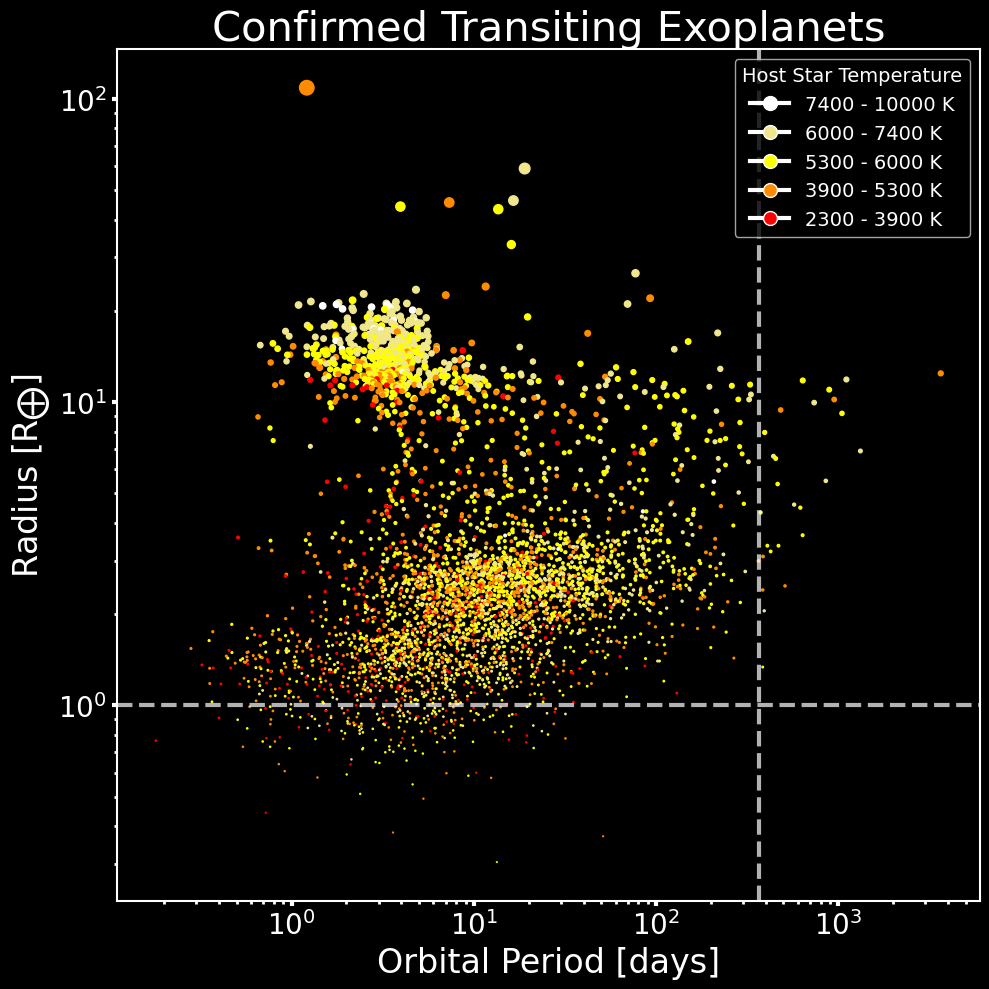 Confirmed Transiting Exoplanets
Host Star Temperature
7400 - 10000 K
6000 - 7400 K
5300 - 6000 K
3900 - 5300 K
2300 - 3900 K
10²
10¹
10⁰
Radius [R⨁]
10⁰ 10¹ 10² 10³
Orbital Period [days]